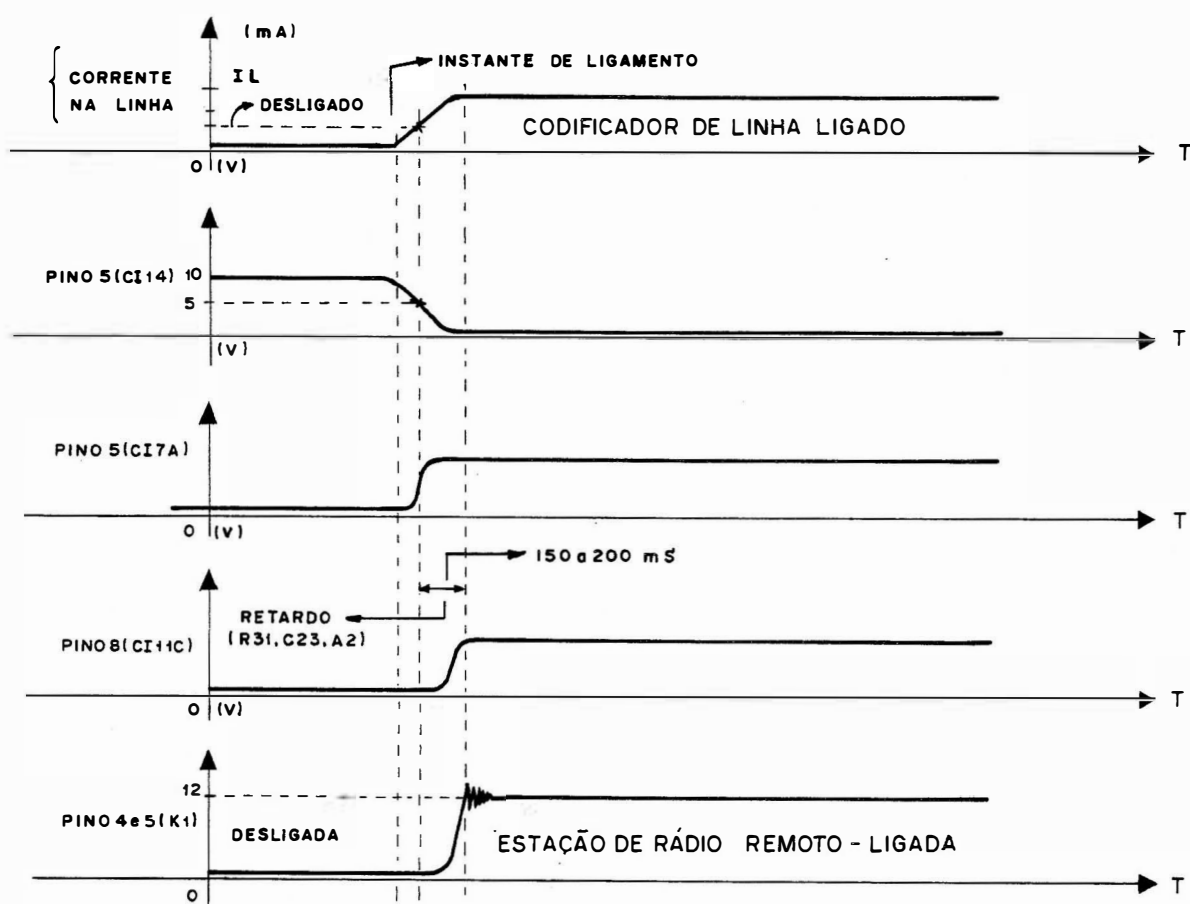 (mA)
INSTANTE DE LIGAMENTO
CORRENTE
NA LINHA
IL
DESLIGADO
CODIFICADOR DE LINHA LIGADO
T
0 (V)
PINO 5(CI14) 10
5
T
(V)
PINO 5(CI7A)
T
0 (V)
150 a 200 mS
RETARDO
(R31,C23,A2)
PINO 8(CI11C)
T
0 (V)
12
PINO 4e5(K1)
DESLIGADA
ESTAÇÃO DE RÁDIO REMOTO - LIGADA
T
0